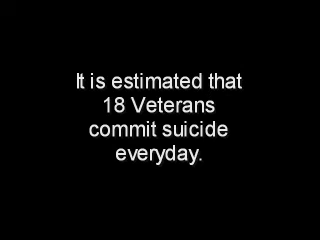 It is estimated that
18 Veterans
commit suicide
everyday.